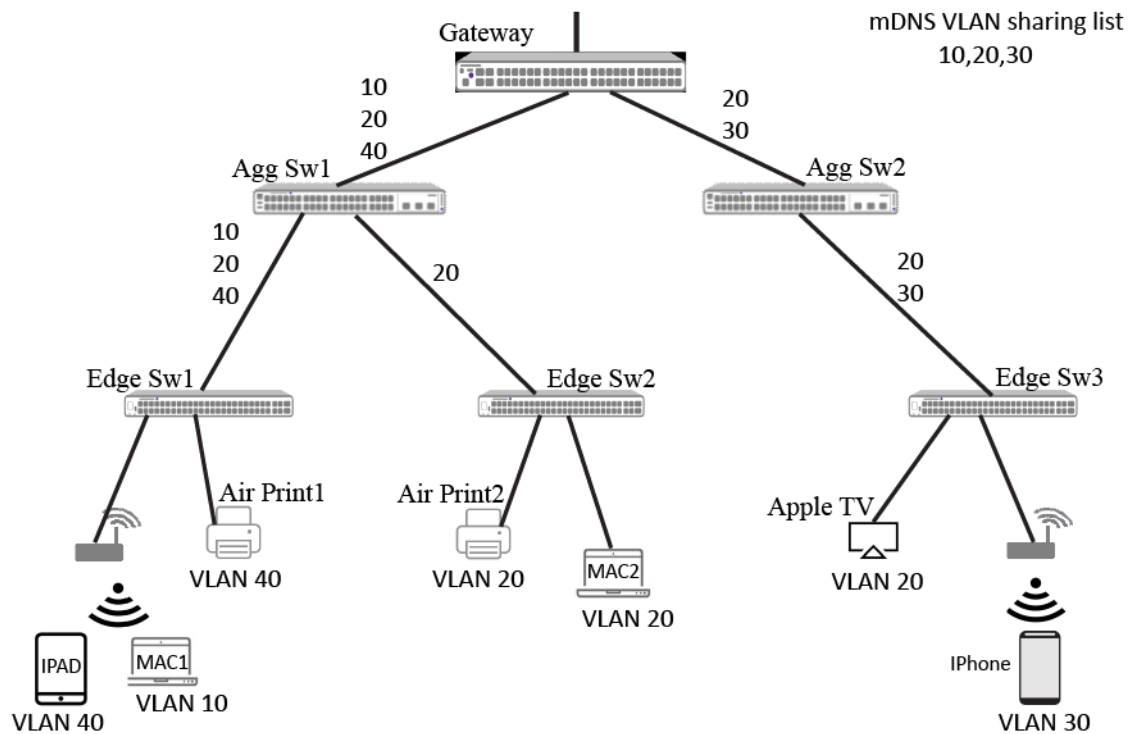 Gateway
mDNS VLAN sharing list
10,20,30
10
20
40
20
30
Agg Sw1
Agg Sw2
10
20
40
20
20
30
Edge Sw1
Edge Sw2
Edge Sw3
Air Print1
Air Print2
Apple TV
VLAN 40
VLAN 20
MAC2
VLAN 20
VLAN 20
IPAD
MAC1
IPhone
VLAN 10
VLAN 40
VLAN 30